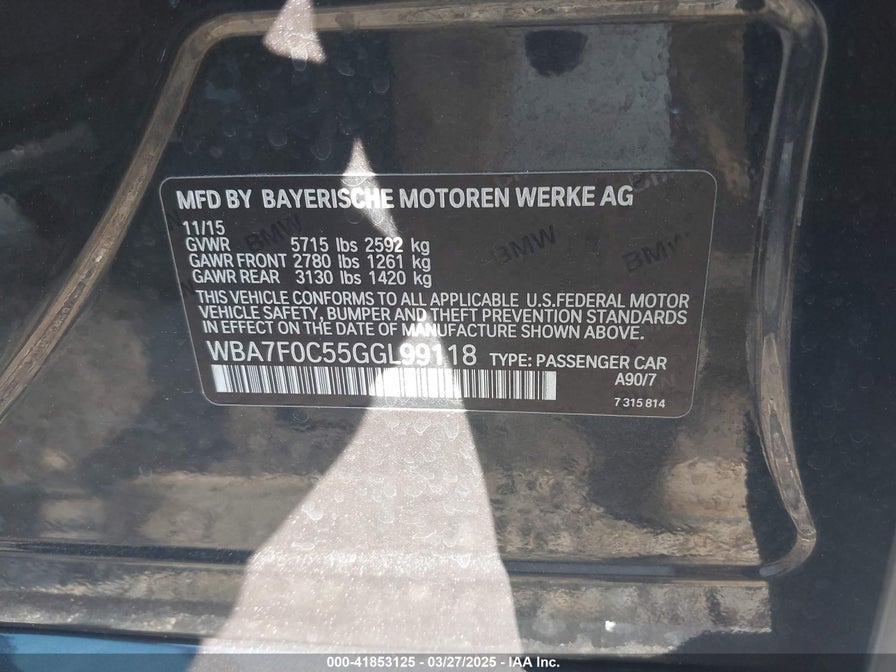 MFD BY BAYERISCHE MOTOREN WERKE AG
11/15
GVWR 5715 lbs 2592 kg
GAWR FRONT 2780 lbs 1261 kg
GAWR REAR 3130 lbs 1420 kg
THIS VEHICLE CONFORMS TO ALL APPLICABLE U.S.FEDERAL MOTOR
VEHICLE SAFETY, BUMPER AND THEFT PREVENTION STANDARDS
IN EFFECT ON THE DATE OF MANUFACTURE SHOWN ABOVE.
WBA7F0C55GGL99118 TYPE: PASSENGER CAR
A90/7
7 315 814
BMW
BMW
BMW
000-41853125 - 03/27/2025 - IAA Inc.